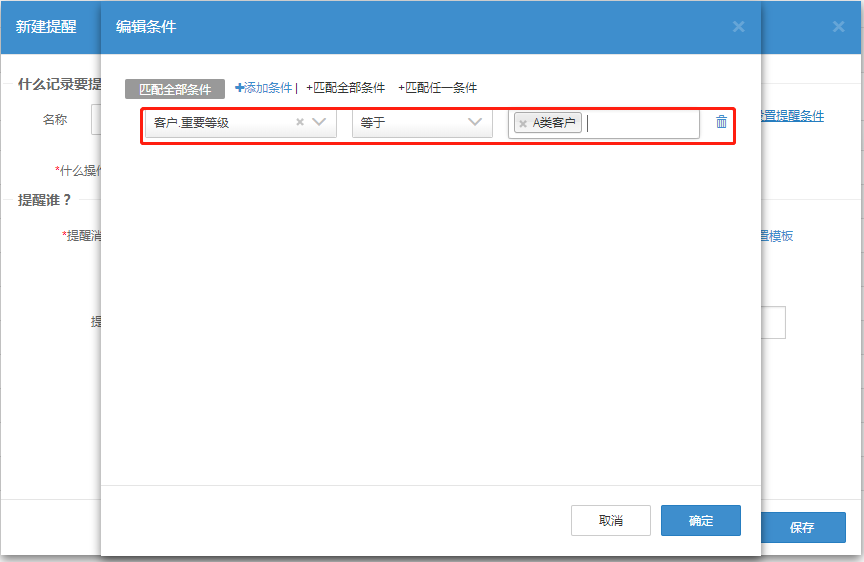 新建提醒
编辑条件
什么记录要提
匹配全部条件 +添加条件 | +匹配全部条件 +匹配任一条件
名称
客户.重要等级 等于 A类客户
置提醒条件
*什么操作
提醒谁？
*提醒消
置模板
提
取消 确定
保存